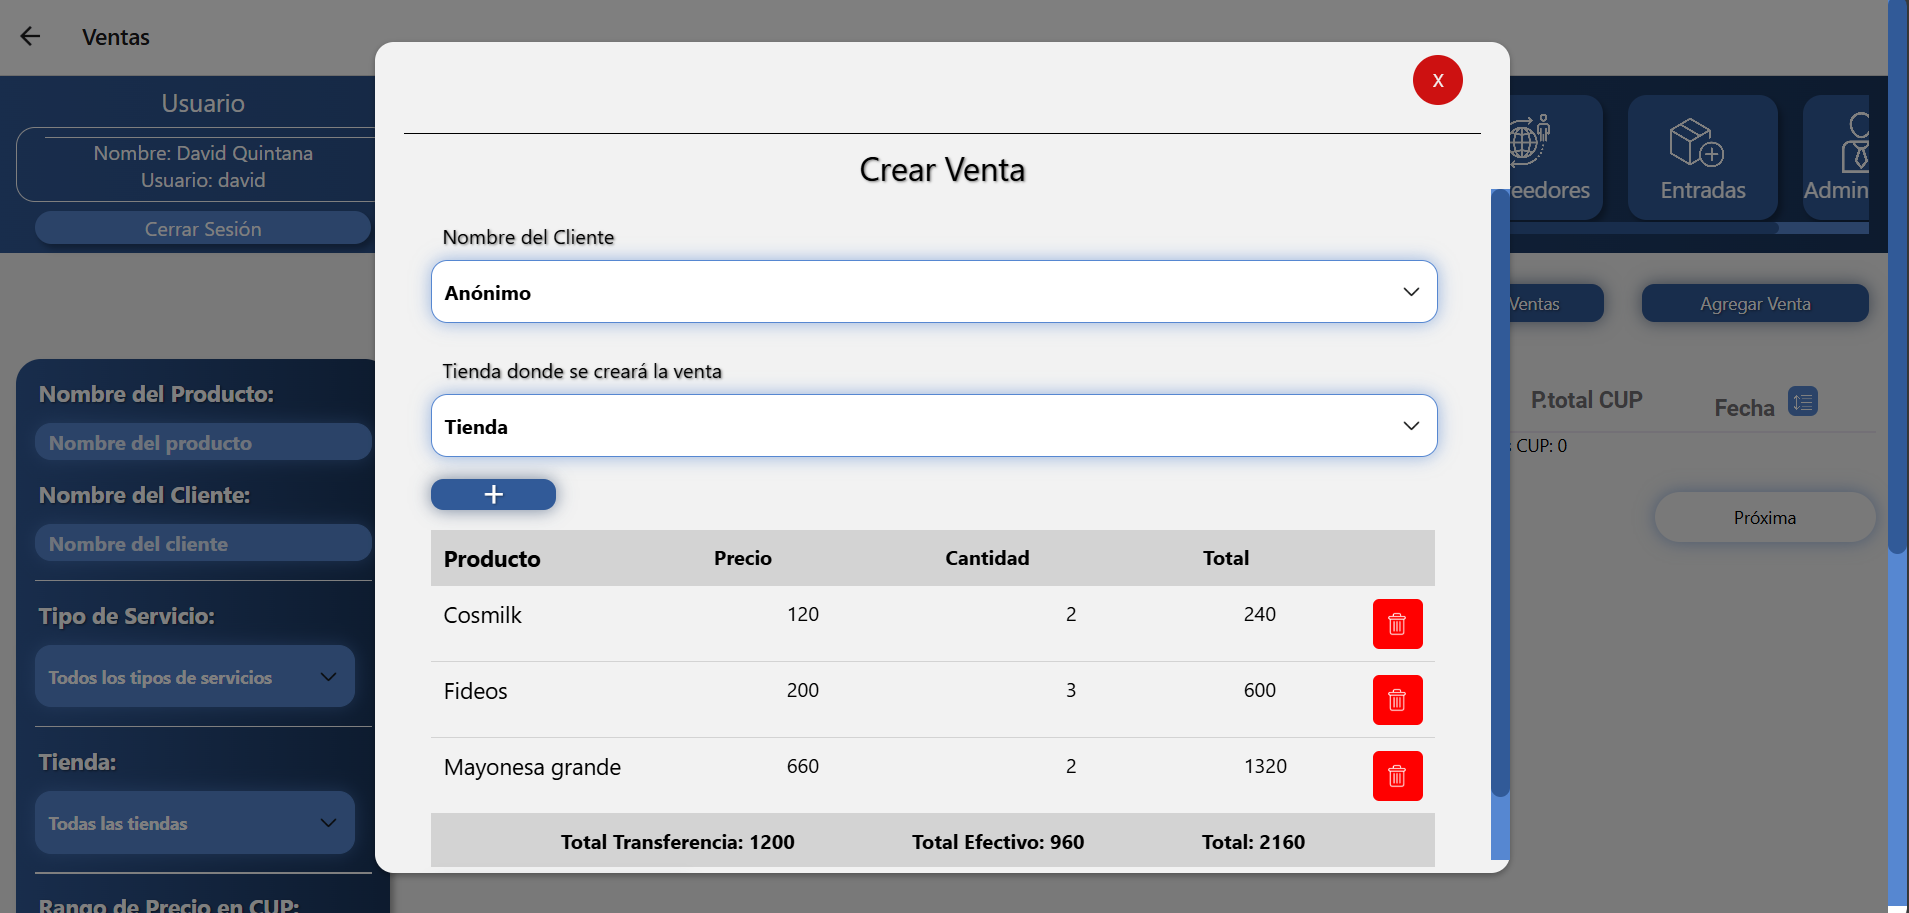 Ventas
Usuario
Nombre: David Quintana
Usuario: david
Cerrar Sesión
Entradas
X
Crear Venta
Nombre del Cliente
Anónimo
Tienda donde se creará la venta
Tienda
+
Producto Precio Cantidad Total
Cosmilk 120 2 240
Fideos 200 3 600
Mayonesa grande 660 2 1320
Total Transferencia: 1200 Total Efectivo: 960 Total: 2160
Nombre del Producto:
Nombre del producto
Nombre del Cliente:
Nombre del cliente
Tipo de Servicio:
Todos los tipos de servicios
Tienda:
Todas las tiendas
Rango de Precio en CUP:
eedores
Admin
Ventas
Agregar Venta
P.total CUP
Fecha
CUP: 0
Próxima